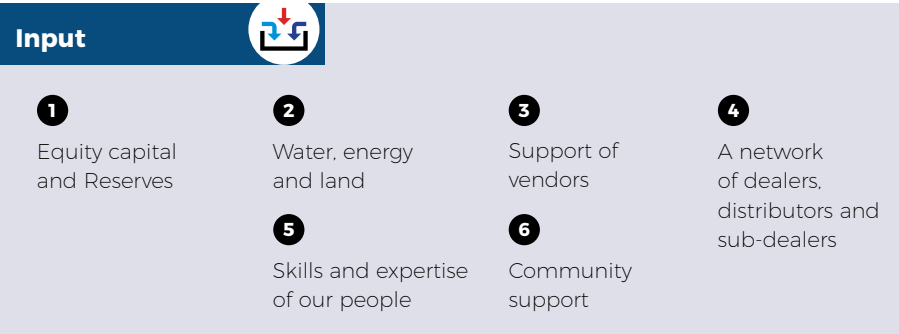 Input
1
Equity capital
and Reserves
2
Water, energy
and land
3
Support of
vendors
4
A network
of dealers,
distributors and
sub-dealers
5
Skills and expertise
of our people
6
Community
support